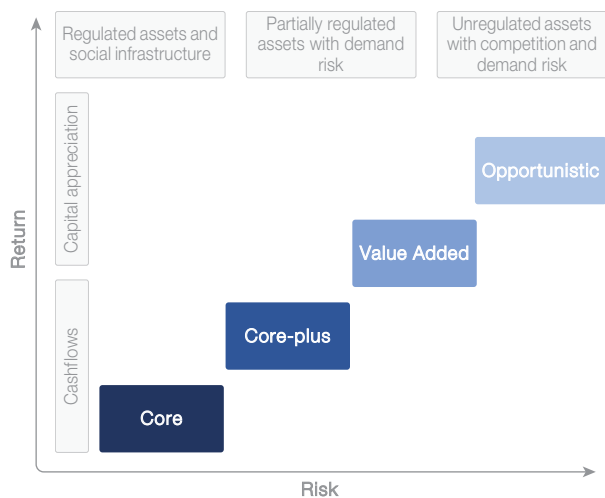 Regulated assets and
social infrastructure
Partially regulated
assets with demand
risk
Unregulated assets
with competition and
demand risk
Capital appreciation
Opportunistic
Return
Value Added
Cashflows
Core-plus
Core
Risk